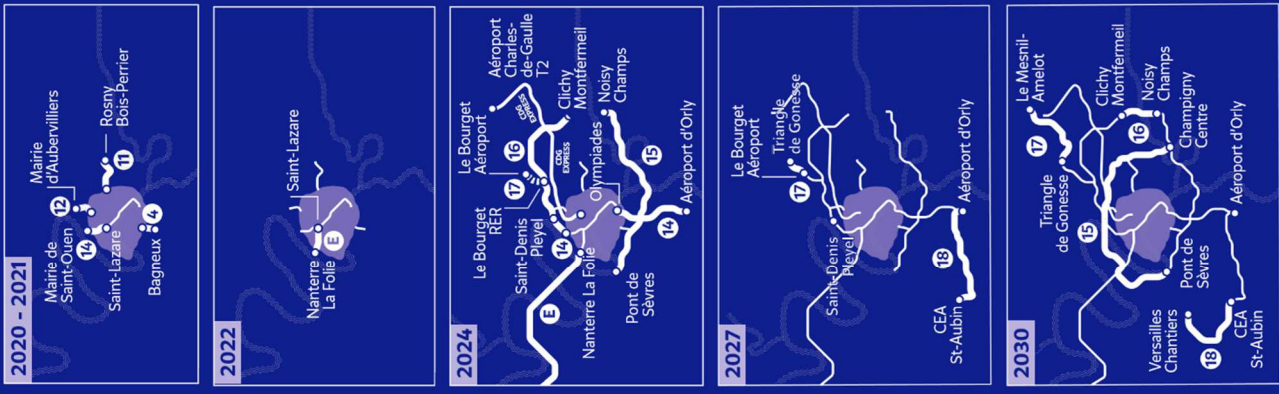 2020 - 2021
Mairie
d'Aubervilliers
Rosny
Bois-Perrier
12
11
14
4
Mairie de
Saint-Ouen
Saint-Lazare
Bagneux
2022
Saint-Lazare
E
Nanterre
La Folie
2024
Aéroport
Charles-
de-Gaulle
T2
CDG
EXPRESS
Le Bourget
Aéroport
Clichy
Montfermeil
Noisy
Champs
16
17
CDG
EXPRESS
Le Bourget
RER
Olympiades
15
Saint-Denis
Pleyel
14
E
Nanterre La Folie
Pont de
Sèvres
14
Aéroport d'Orly
2027
Le Bourget
Aéroport
Triangle
de Gonesse
17
Saint-Denis
Pleyel
Aéroport d'Orly
18
CEA
St-Aubin
2030
Le Mesnil-
Amelot
17
Clichy
Montfermeil
Noisy
Champs
Triangle
de Gonesse
16
15
Champigny
Centre
Pont de
Sèvres
Aéroport d'Orly
Versailles
Chantiers
18
CEA
St-Aubin